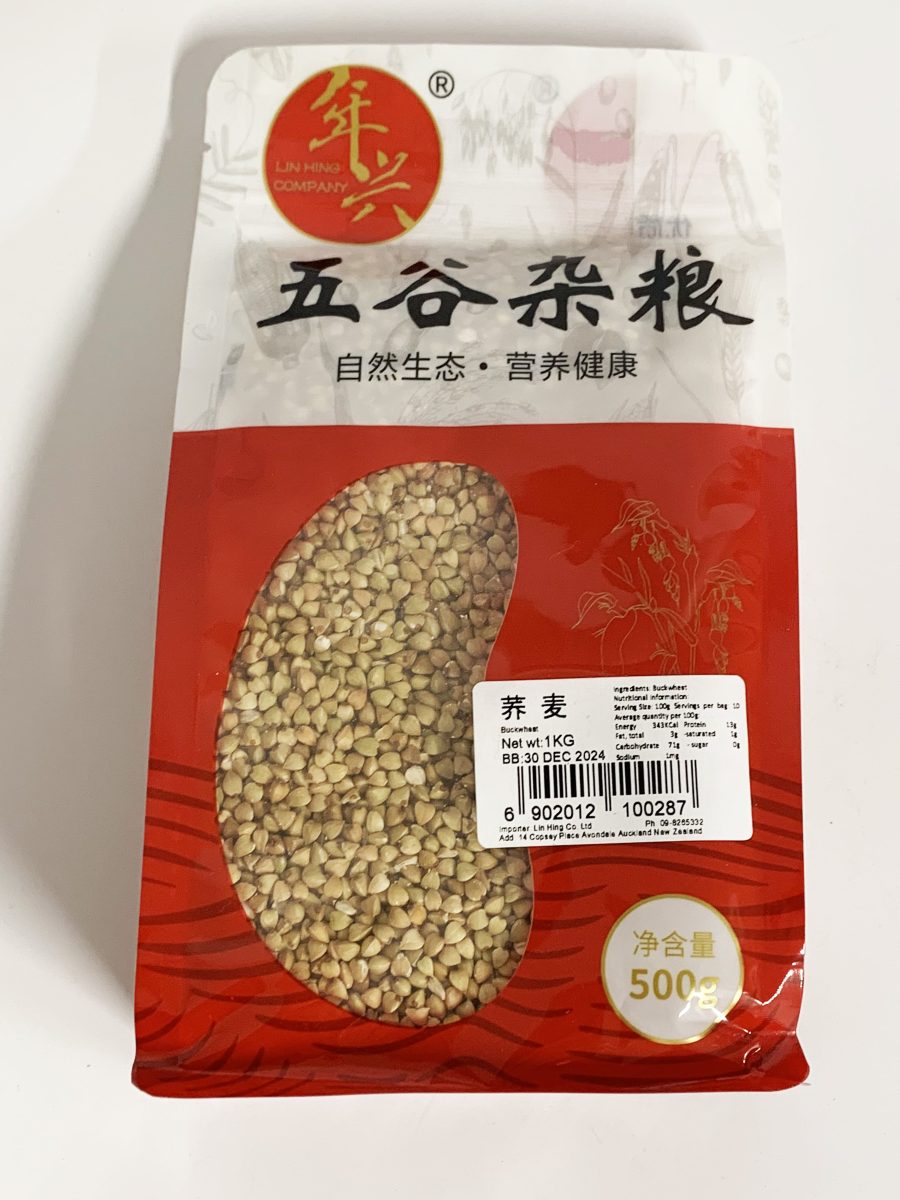 年兴
®
LIN HING
COMPANY
五谷杂粮
自然生态·营养健康
荞麦
Buckwheat
Net wt:1KG
BB:30 DEC 2024
Ingredients: Buckwheat
Nutritional information:
Serving Size: 100g Servings per bag: 10
Average quantity per 100g:
Energy 343KCal Protein 13g
Fat, total 3g -saturated 1g
Carbohydrate 71g - sugar 0g
Sodium 1mg
6 902012 100287
Importer: Lin Hing Co. Ltd Ph: 09-8265332
Add: 14 Copsey Place Avondale Auckland New Zealand
净含量
500g